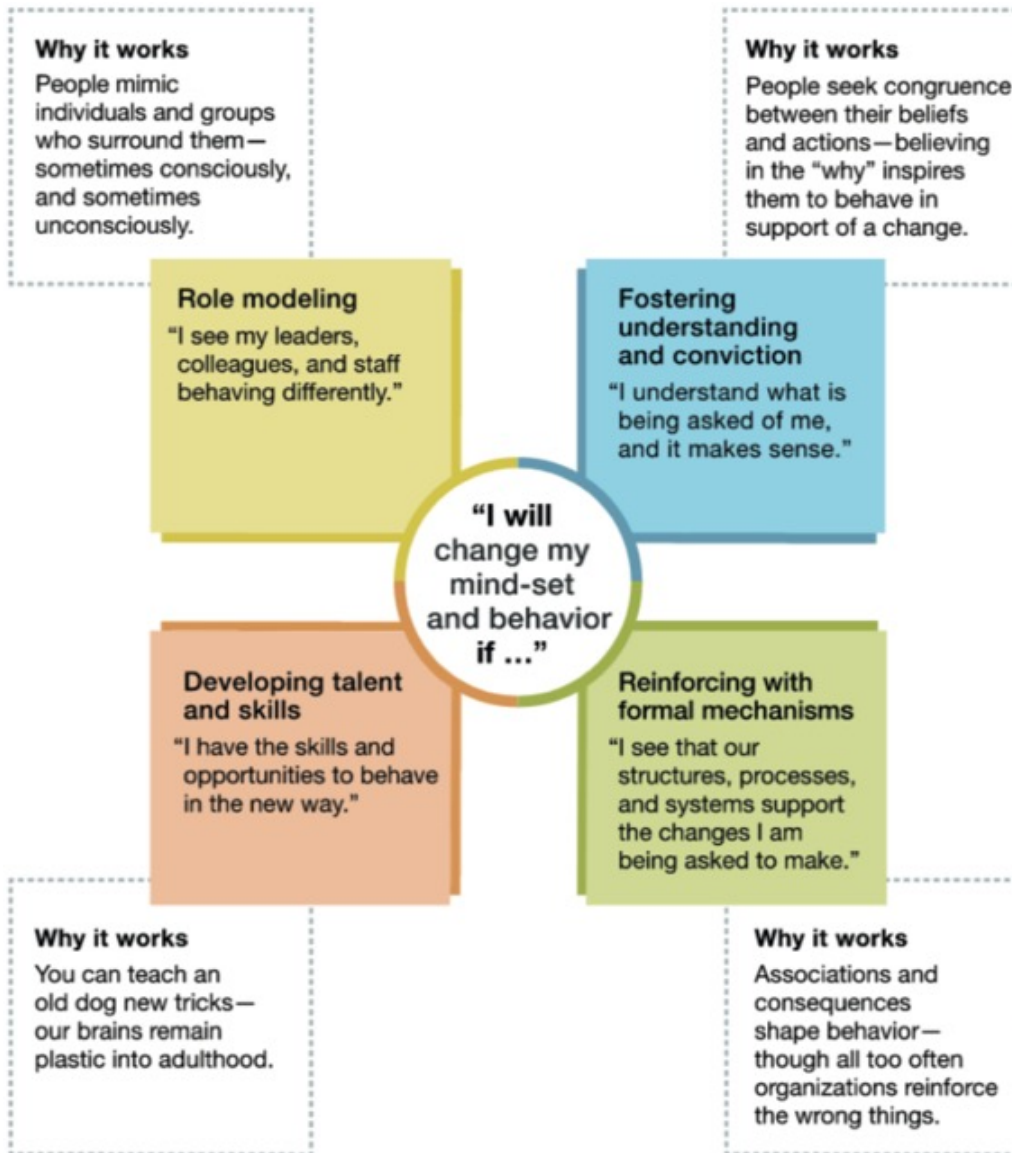 Why it works
People mimic
individuals and groups
who surround them—
sometimes consciously,
and sometimes
unconsciously.
Why it works
People seek congruence
between their beliefs
and actions—believing
in the “why” inspires
them to behave in
support of a change.
Role modeling
“I see my leaders,
colleagues, and staff
behaving differently.”
Fostering
understanding
and conviction
“I understand what is
being asked of me,
and it makes sense.”
“I will
change my
mind-set
and behavior
if ...”
Developing talent
and skills
“I have the skills and
opportunities to behave
in the new way.”
Reinforcing with
formal mechanisms
“I see that our
structures, processes,
and systems support
the changes I am
being asked to make.”
Why it works
You can teach an
old dog new tricks—
our brains remain
plastic into adulthood.
Why it works
Associations and
consequences
shape behavior—
though all too often
organizations reinforce
the wrong things.